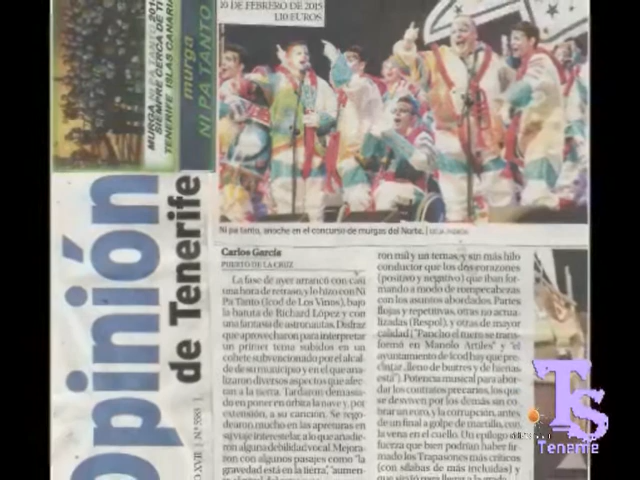 10 DE FEBRERO DE 2015
1,10 EUROS
MURGA NI PA TANTO 2015
SIEMPRE CERCA DE TI
TENERIFE ISLAS CANARIAS
murga
NI PA TANTO
Opinión
de Tenerife
Ni pa tanto, anoche en el concurso de murgas del Norte. |
Carlos García
PUERTO DE LA CRUZ
La fase de ayer arrancó con casi
una hora de retraso, y lo hizo con Ni
Pa Tanto (Icod de Los Vinos), bajo
la batuta de Richard López y con
una fantasía de astronautas. Disfraz
que aprovecharon para interpretar
un primer tema subidos en un
cohete subvencionado por el alcal-
de de su municipio y en el que ana-
lizaron diversos aspectos que afec-
tan a la tierra. Tardaron demasia-
do en poner en órbita la nave y, por
extensión, a su canción. Se rego-
dearon mucho en las aperturas en
su viaje interestelar, a lo que añadie-
ron alguna debilidad vocal. Mejora-
ron con algunos pasajes como "la
gravedad está en la tierra", "aumen-
ron mil y un temas, y sin más hilo
conductor que dos corazones
(positivo y negativo) que iban for-
mando a modo de rompecabezas
con los asuntos abordados. Partes
flojas y repetitivas, otras no actua-
lizadas (Respol), y otras de mayor
calidad ("Pancho el mero se trans-
formó en Manolo Artiles" y "el
ayuntamiento de Icod hay que pre-
cintar, lleno de buitres y de hienas
está"). Potencia musical para abor-
dar los contratos precarios, los que
se desviven por los demás sin co-
brar un euro, y la corrupción, antes
de un final a golpe de martillo, con
la vena en el cuello. Un epílogo de
fuerza que bien podrían haber fir-
mado los Trapasones más críticos
(con sílabas de más incluidas) y
TS
Tenerife